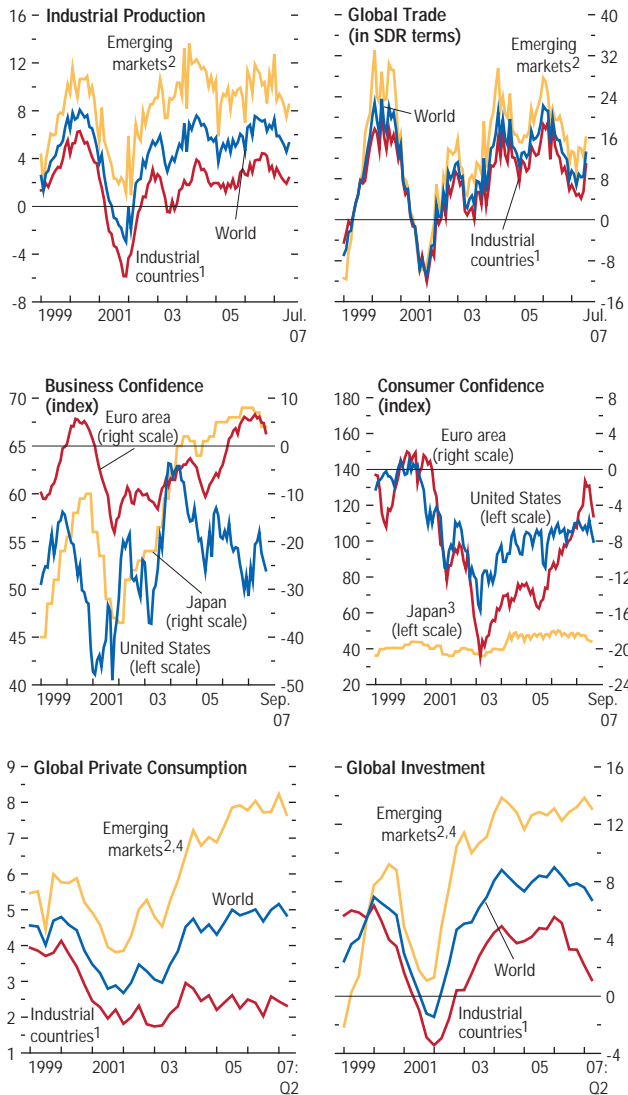 Industrial Production
16
12
8
4
0
-4
-8
Emerging
markets2
World
Industrial
countries1
1999 2001 03 05 Jul.
07
Global Trade
(in SDR terms)
40
32
24
16
8
0
-8
-16
Emerging
markets2
World
Industrial
countries1
1999 2001 03 05 Jul.
07
Business Confidence
(index)
70
65
60
55
50
45
40
10
0
-10
-20
-30
-40
-50
Euro area
(right scale)
Japan
(right scale)
United States
(left scale)
1999 2001 03 05 Sep.
07
Consumer Confidence
(index)
180
160
140
120
100
80
60
40
20
8
4
0
-4
-8
-12
-16
-20
-24
Euro area
(right scale)
United States
(left scale)
Japan3
(left scale)
1999 2001 03 05 Sep.
07
Global Private Consumption
9
8
7
6
5
4
3
2
1
Emerging
markets2,4
World
Industrial
countries1
1999 2001 03 05 07:
Q2
Global Investment
16
12
8
4
0
-4
Emerging
markets2,4
World
Industrial
countries1
1999 2001 03 05 07:
Q2